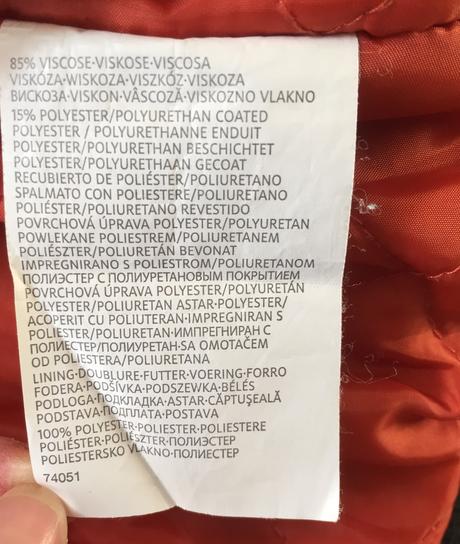 85% VISCOSE·VISKOSE·VISCOSA
VISKÓZA·WISKOZA·VISZKÓZ·VISKOZA
ВИСКОЗА·VISKON·VÂSCOZĂ·VISKOZNO VLAKNO
15% POLYESTER/POLYURETHAN COATED
POLYESTER / POLYURETHANNE ENDUIT
POLYESTER/POLYURETHAN BESCHICHTET
POLYESTER/POLYURETHAAN GECOAT
RECUBIERTO DE POLIÉSTER/POLIURETANO
SPALMATO CON POLIESTERE/POLIURETANO
POLIÉSTER/POLIURETANO REVESTIDO
POVRCHOVÁ ÚPRAVA POLYESTER/POLYURETAN
POWLEKANE POLIESTREM/POLIURETANEM
POLIÉSZTER/POLIURETÁN BEVONAT
IMPREGNIRANO S POLIESTROM/POLIURETANOM
ПОЛИЭСТЕР С ПОЛИУРЕТАНОВЫМ ПОКРЫТИЕМ
POVRCHOVÁ ÚPRAVA POLYESTER/POLYURETÁN
POLYESTER/POLIURETAN ASTAR·POLYESTER/
ACOPERIT CU POLIUTERAN·IMPREGNIRAN S
POLIESTER/POLIURETAN·ИМПРЕГНИРАН С
ПОЛИЕСТЕР/ПОЛИУРЕТАН·SA OMOTAČEM
OD POLIESTERA/POLIURETANA
LINING·DOUBLURE·FUTTER·VOERING·FORRO
FODERA·PODŠÍVKA·PODSZEWKA·BÉLÉS
PODLOGA·ПОДКЛАДКА·ASTAR·CĂPTUŞEALĂ
PODSTAVA·ПОДПЛАТА·POSTAVA
100% POLYESTER·POLIESTER·POLIESTERE
POLIÉSTER·POLIÉSZTER·ПОЛИЭСТЕР
POLIESTERSKO VLAKNO·ПОЛИЕСТЕР
74051